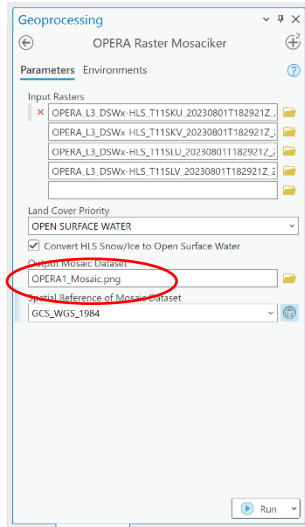 Geoprocessing
OPERA Raster Mosaiker
Parameters Environments
Input Rasters
OPERA_L3_DSWx-HLS_T11SKU_20230801T182921Z_
OPERA_L3_DSWx-HLS_T11SKV_20230801T182921Z_
OPERA_L3_DSWx-HLS_T11SLU_20230801T182921Z_
OPERA_L3_DSWx-HLS_T11SLV_20230801T182921Z_
Land Cover Priority
OPEN SURFACE WATER
Convert HLS Snow/Ice to Open Surface Water
Output Mosaic Dataset
OPERA1_Mosaic.png
Spatial Reference of Mosaic Dataset
GCS_WGS_1984
Run